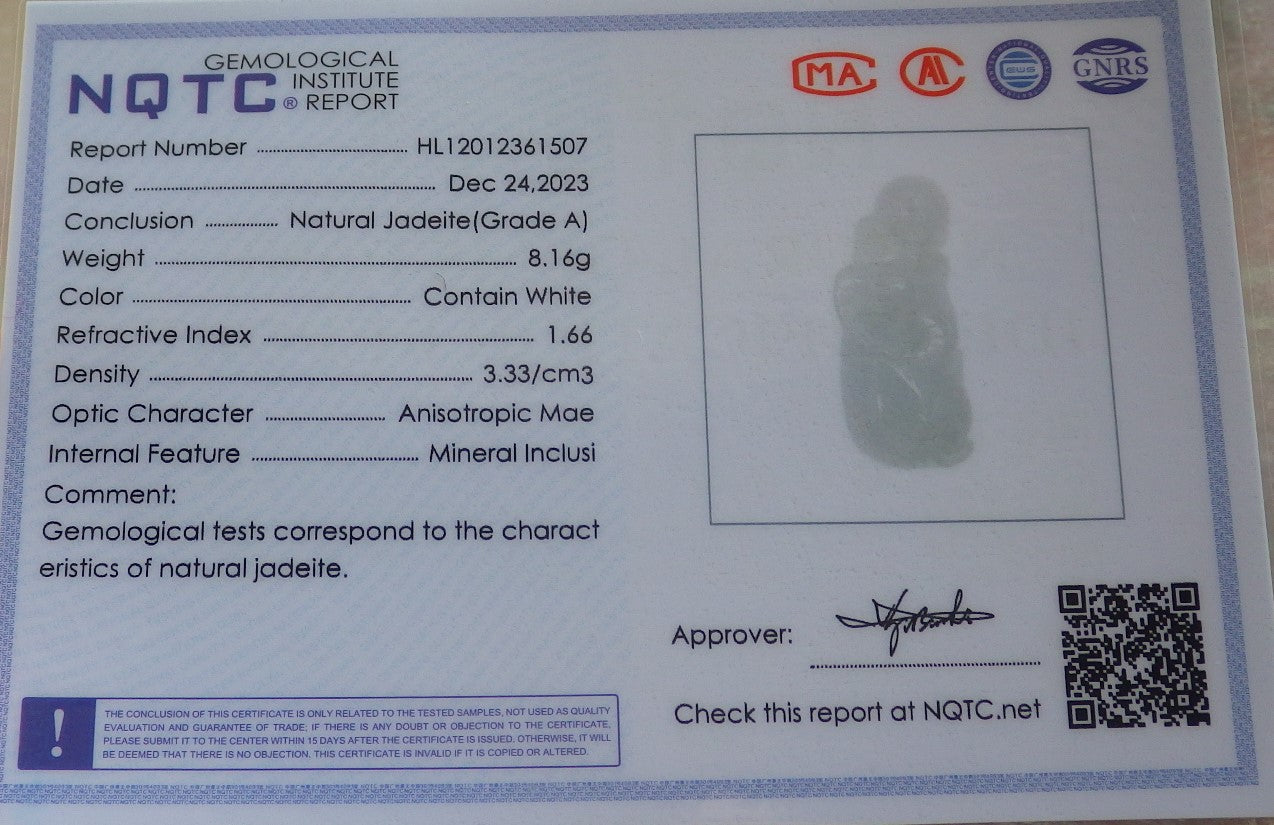 GEMOLOGICAL
INSTITUTE
NQTC® REPORT
MA
GNRS
Report Number ........................ HL12012361507
Date ........................ Dec 24,2023
Conclusion ........................ Natural Jadeite(Grade A)
Weight ........................ 8.16g
Color ........................ Contain White
Refractive Index ........................ 1.66
Density ........................ 3.33/cm3
Optic Character ........................ Anisotropic Mae
Internal Feature ........................ Mineral Inclusi
Comment:
Gemological tests correspond to the charact
eristics of natural jadeite.
Approver:
Check this report at NQTC.net
! THE CONCLUSION OF THIS CERTIFICATE IS ONLY RELATED TO THE TESTED SAMPLES, NOT USED AS QUALITY
EVALUATION AND GUARANTEE OF TRADE; IF THERE IS ANY DOUBT OR OBJECTION TO THE CERTIFICATE,
PLEASE SUBMIT IT TO THE CENTER WITHIN 15 DAYS AFTER THE CERTIFICATE IS ISSUED. OTHERWISE, IT WILL
BE DEEMED THAT THERE IS NO OBJECTION. THIS CERTIFICATE IS INVALID IF IT IS COPIED OR ALTERED.